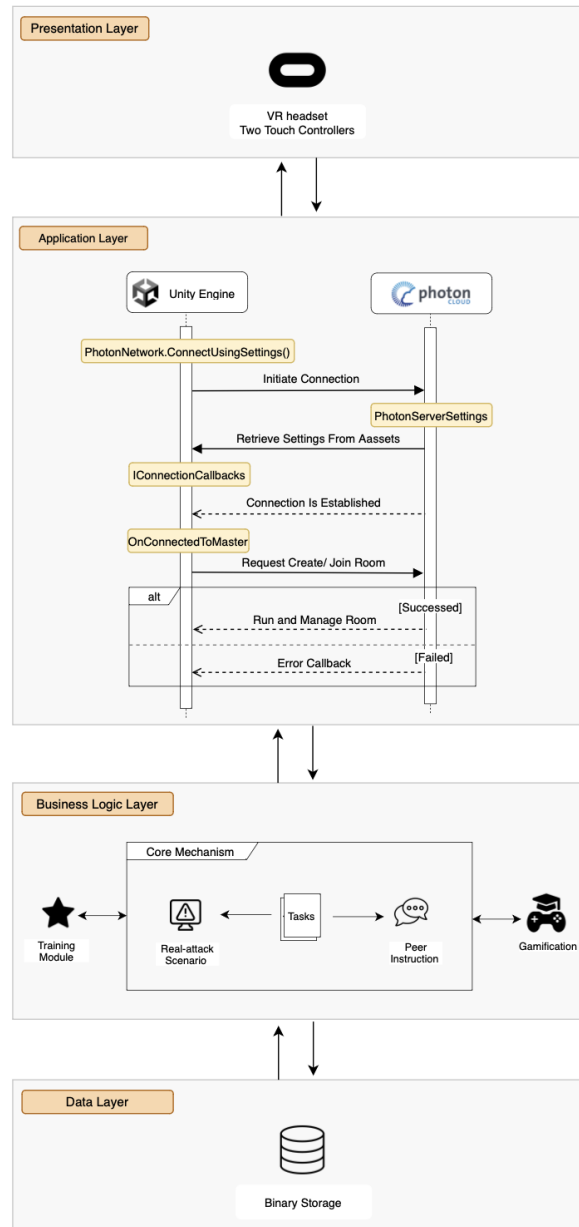 Presentation Layer
VR headset
Two Touch Controllers
Application Layer
Unity Engine
photon
CLOUD
PhotonNetwork.ConnectUsingSettings()
Initiate Connection
PhotonServerSettings
Retrieve Settings From Aassets
IConnectionCallbacks
Connection Is Established
OnConnectedToMaster
Request Create/ Join Room
alt
[Successed]
Run and Manage Room
[Failed]
Error Callback
Business Logic Layer
Core Mechanism
Training
Module
Real-attack
Scenario
Tasks
Peer
Instruction
Gamification
Data Layer
Binary Storage